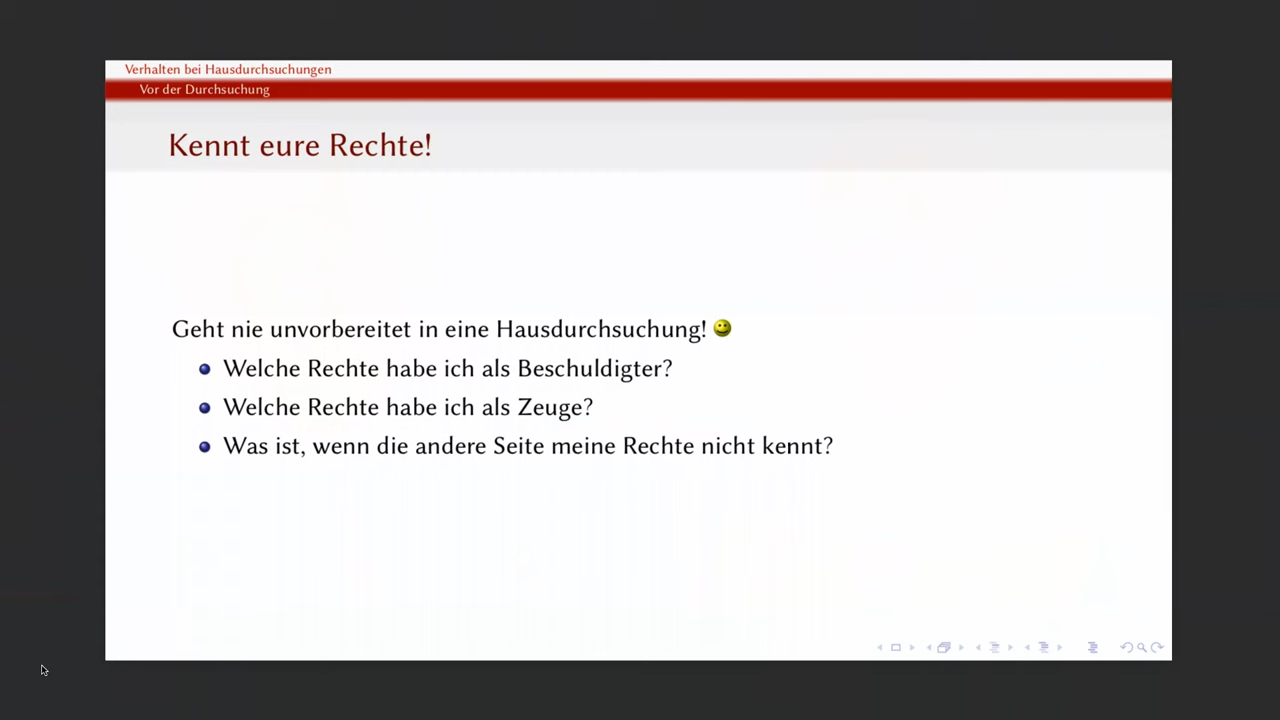 Verhalten bei Hausdurchsuchungen
Vor der Durchsuchung
Kennt eure Rechte!
Geht nie unvorbereitet in eine Hausdurchsuchung!
Welche Rechte habe ich als Beschuldigter?
Welche Rechte habe ich als Zeuge?
Was ist, wenn die andere Seite meine Rechte nicht kennt?